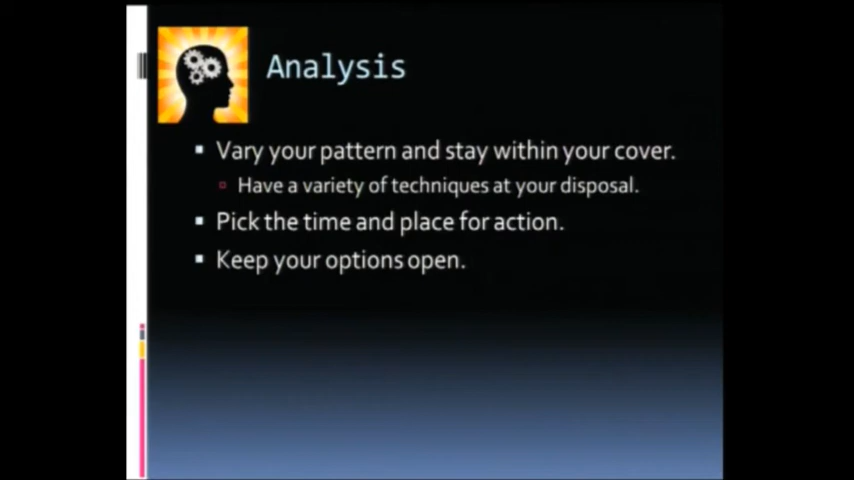 Analysis
Vary your pattern and stay within your cover.
Have a variety of techniques at your disposal.
Pick the time and place for action.
Keep your options open.